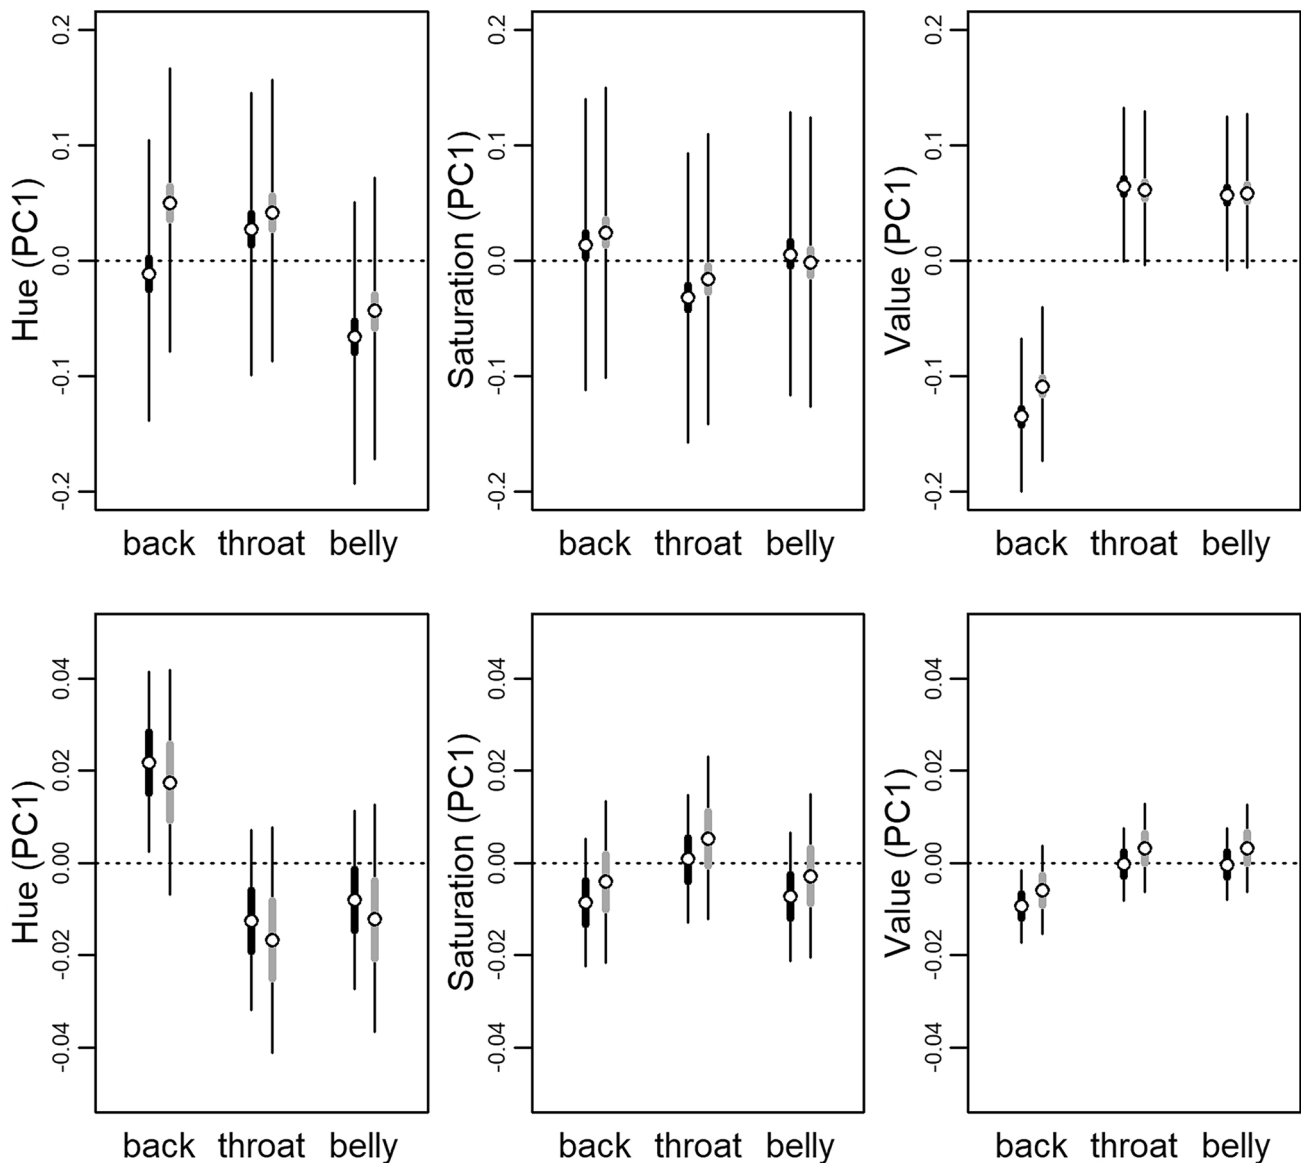 Hue (PC1)
0.2
0.1
0.0
-0.1
-0.2
back throat belly
Saturation (PC1)
0.2
0.1
0.0
-0.1
-0.2
back throat belly
Value (PC1)
0.2
0.1
0.0
-0.1
-0.2
back throat belly
Hue (PC1)
0.04
0.02
0.00
-0.02
-0.04
back throat belly
Saturation (PC1)
0.04
0.02
0.00
-0.02
-0.04
back throat belly
Value (PC1)
0.04
0.02
0.00
-0.02
-0.04
back throat belly